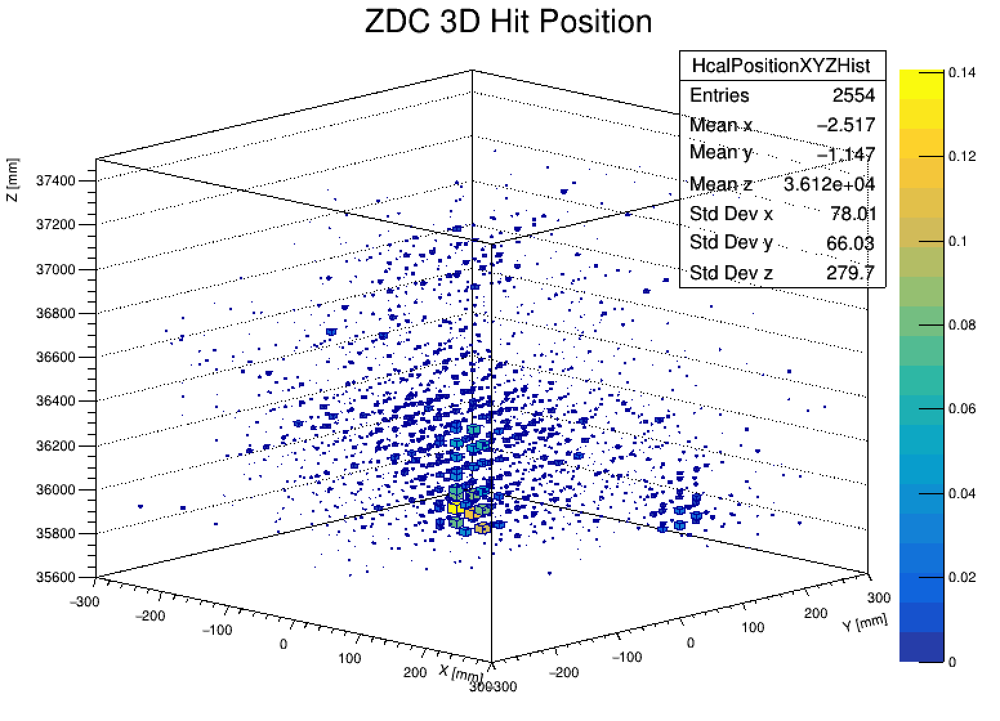 ZDC 3D Hit Position
HcalPositionXYZHist
Entries 2554
Mean x −2.517
Mean y −1.147
Mean z 3.612e+04
Std Dev x 78.01
Std Dev y 66.03
Std Dev z 279.7
0.14
0.12
0.1
0.08
0.06
0.04
0.02
0
Z [mm]
37400
37200
37000
36800
36600
36400
36200
36000
35800
35600
−300
−200
−100
0
100
200
300
X [mm]
−300
−200
−100
0
100
200
300
Y [mm]